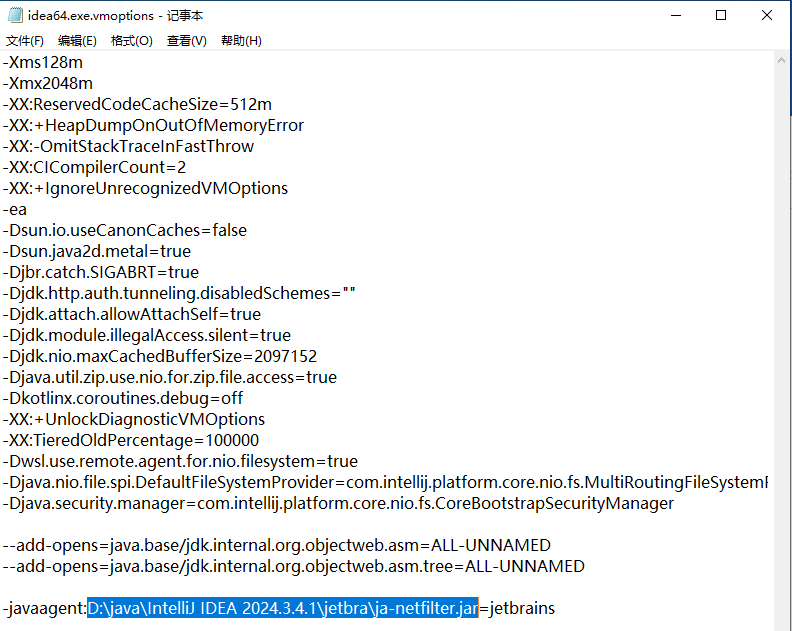 idea64.exe.vmoptions - 记事本
文件(F) 编辑(E) 格式(O) 查看(V) 帮助(H)
-Xms128m
-Xmx2048m
-XX:ReservedCodeCacheSize=512m
-XX:+HeapDumpOnOutOfMemoryError
-XX:-OmitStackTraceInFastThrow
-XX:CICompilerCount=2
-XX:+IgnoreUnrecognizedVMOptions
-ea
-Dsun.io.useCanonCaches=false
-Dsun.java2d.metal=true
-Djbr.catch.SIGABRT=true
-Djdk.http.auth.tunneling.disabledSchemes=""
-Djdk.attach.allowAttachSelf=true
-Djdk.module.illegalAccess.silent=true
-Djdk.nio.maxCachedBufferSize=2097152
-Djava.util.zip.use.nio.for.zip.file.access=true
-Dkotlinx.coroutines.debug=off
-XX:+UnlockDiagnosticVMOptions
-XX:TieredOldPercentage=100000
-Dwsl.use.remote.agent.for.nio.filesystem=true
-Djava.nio.file.spi.DefaultFileSystemProvider=com.intellij.platform.core.nio.fs.MultiRoutingFileSystem
-Djava.security.manager=com.intellij.platform.core.nio.fs.CoreBootstrapSecurityManager
--add-opens=java.base/jdk.internal.org.objectweb.asm=ALL-UNNAMED
--add-opens=java.base/jdk.internal.org.objectweb.asm.tree=ALL-UNNAMED
-javaagent:D:\java\IntelliJ IDEA 2024.3.4.1\jetbra\ja-netfilter.jar=jetbrains